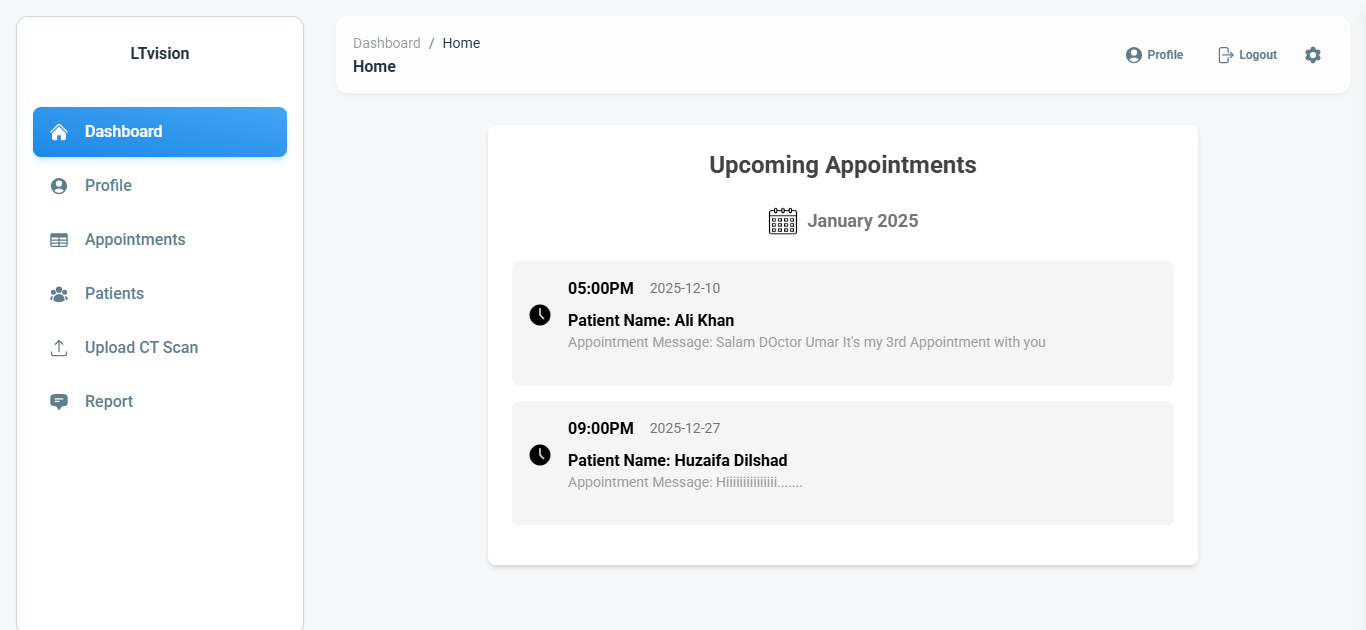 LTvision
Dashboard
Profile
Appointments
Patients
Upload CT Scan
Report
Dashboard / Home
Home
Profile
Logout
Upcoming Appointments
January 2025
05:00PM 2025-12-10
Patient Name: Ali Khan
Appointment Message: Salam DOctor Umar It's my 3rd Appointment with you
09:00PM 2025-12-27
Patient Name: Huzaifa Dilshad
Appointment Message: Hiiiiiiiiiiiiiii.......